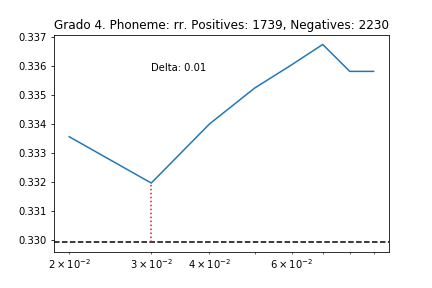 Grado 4. Phoneme: rr. Positives: 1739, Negatives: 2230
0.337
0.336
Delta: 0.01
0.335
0.334
0.333
0.332
0.331
0.330
2 × 10⁻² 3 × 10⁻² 4 × 10⁻² 6 × 10⁻²